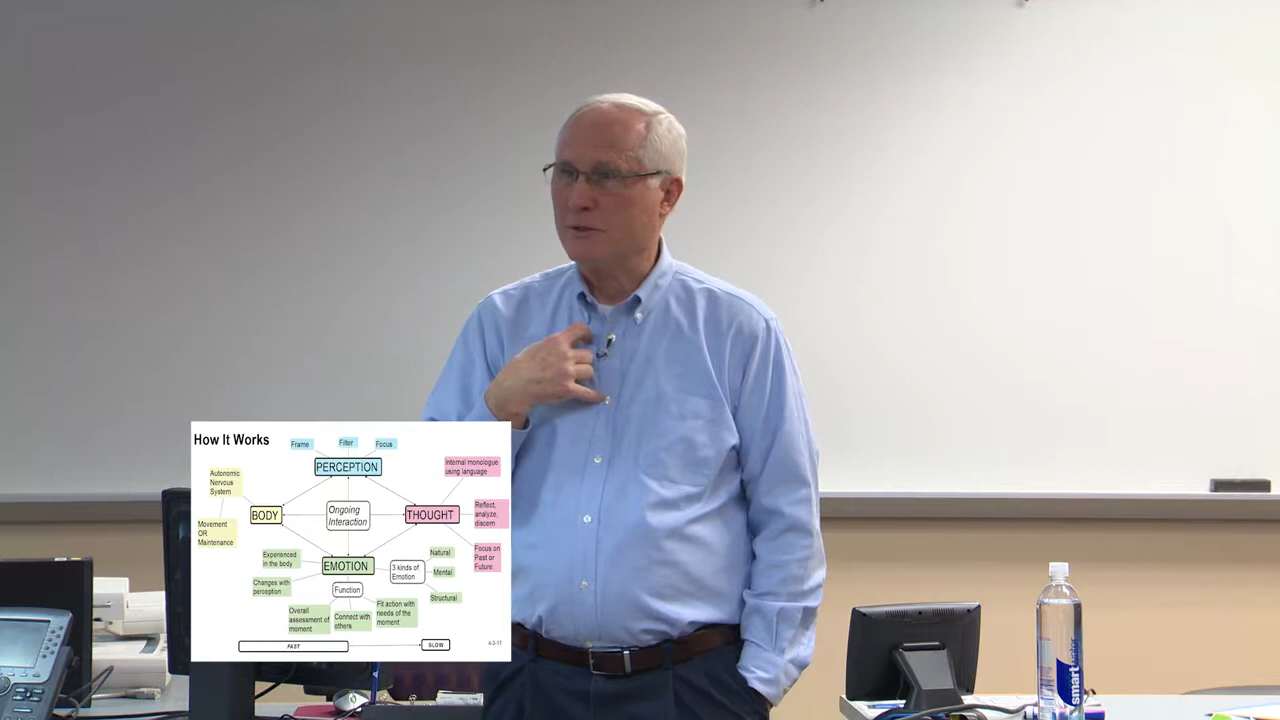 How It Works
Frame
Filter
Focus
PERCEPTION
Internal monologue
using language
Autonomic
Nervous
System
BODY
Ongoing
Interaction
THOUGHT
Reflect,
analyze,
discern
Movement
OR
Maintenance
Experienced
in the body
EMOTION
3 kinds of
Emotion
Natural
Mental
Structural
Focus on
Past or
Future
Changes with
perception
Function
Overall
assessment of
moment
Connect with
others
Fit action with
needs of the
moment
FAST
SLOW
4-3-17
smart